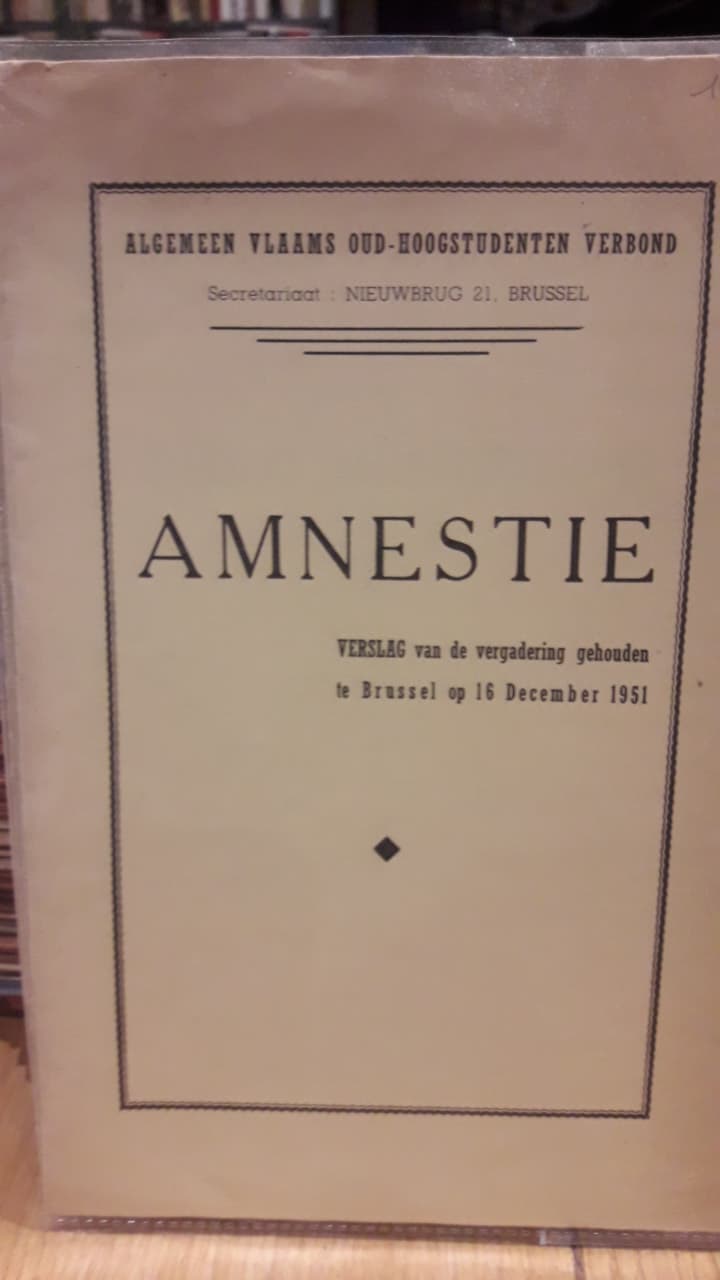 ALGEMEEN VLAAMS OUD-HOOGSTUDENTEN VERBOND
Secretariaat : NIEUWBRUG 21, BRUSSEL
AMNESTIE
VERSLAG van de vergadering gehouden
te Brussel op 16 December 1951